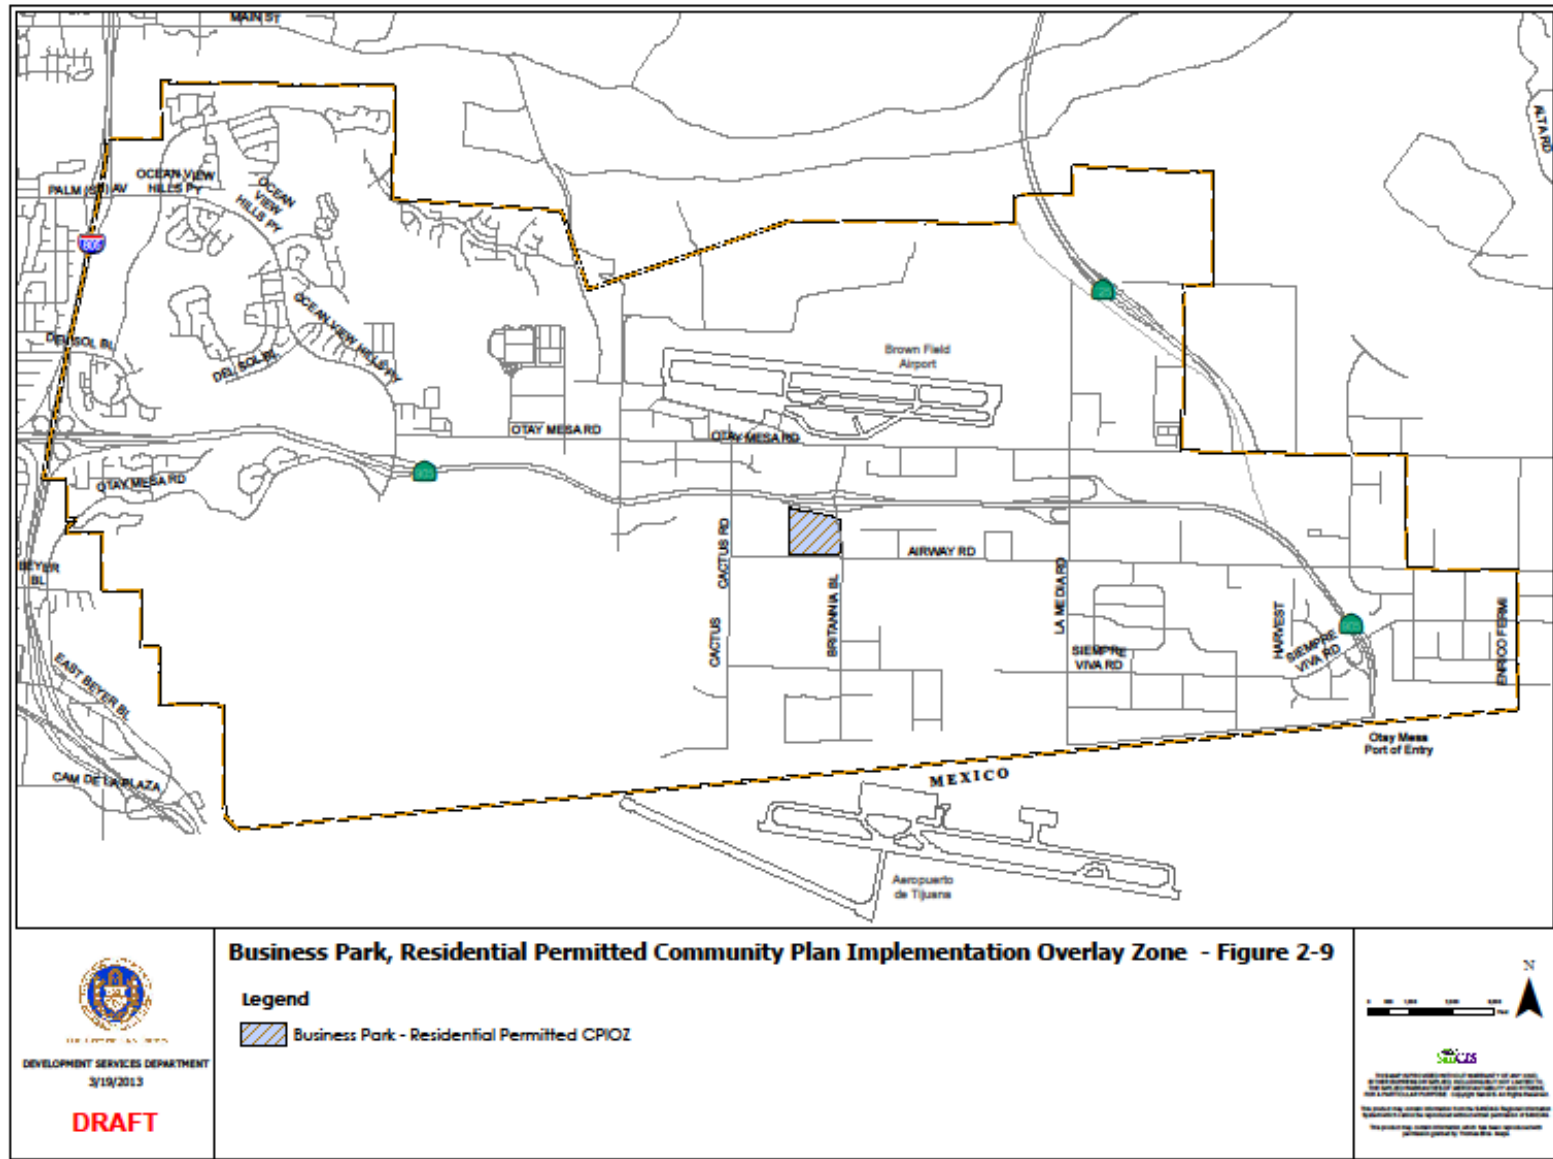 MAIN ST
ALTA RD
OCEAN VIEW
HILLS PY
PALM
AV
OCEAN
VIEW
HILLS PY
805
OCEAN VIEW HILLS PY
DEL SOL BL
DEL SOL BL
Brown Field
Airport
OTAY MESA RD
OTAY MESA RD
OTAY MESA RD
905
CACTUS RD
AIRWAY RD
BEYER
BL
CACTUS
BRITANNIA BL
LA MEDIA RD
HARVEST
SIEMPRE
VIVA RD
SIEMPRE
VIVA RD
ENRICO FERMI
EAST BEYER BL
Otay Mesa
Port of Entry
CAM DE LA PLAZA
MEXICO
Aeropuerto
de Tijuana
Business Park, Residential Permitted Community Plan Implementation Overlay Zone - Figure 2-9
Legend
Business Park - Residential Permitted CPIOZ
DEVELOPMENT SERVICES DEPARTMENT
3/19/2013
DRAFT
N
SanGIS